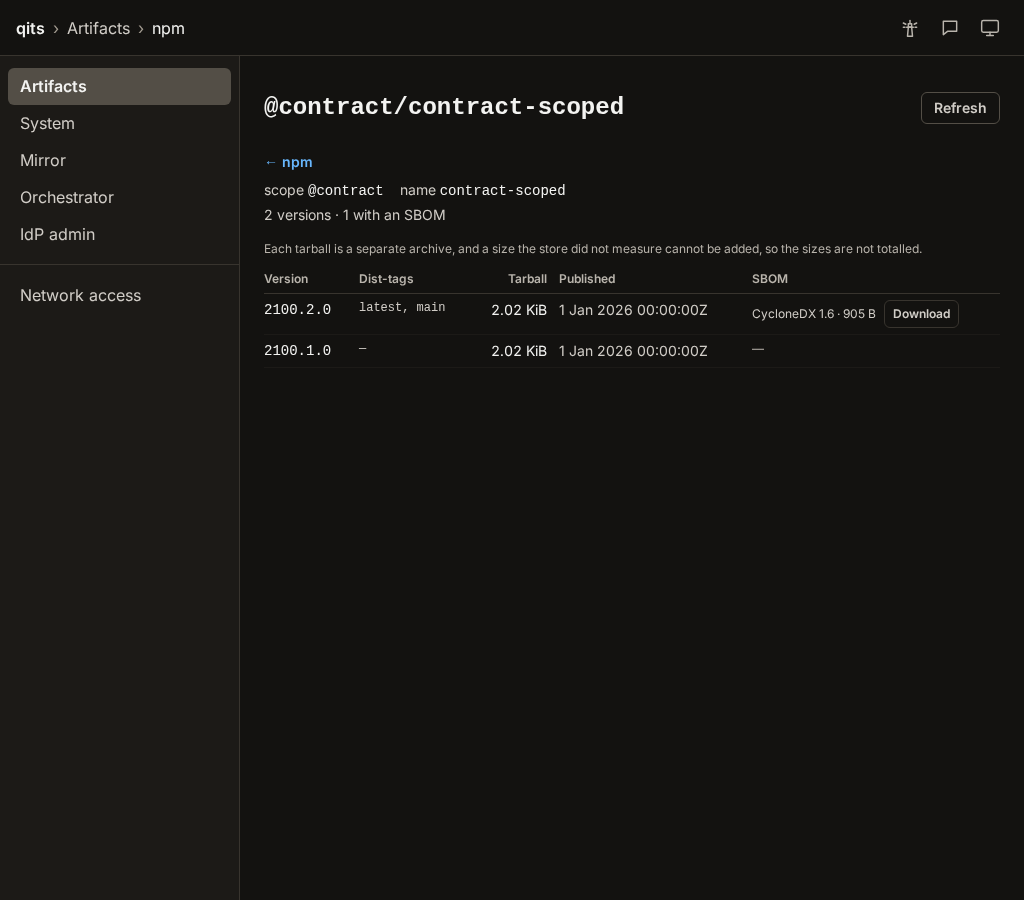 qits › Artifacts › npm
Artifacts
System
Mirror
Orchestrator
IdP admin
Network access
@contract/contract-scoped
Refresh
← npm
scope @contract name contract-scoped
2 versions · 1 with an SBOM
Each tarball is a separate archive, and a size the store did not measure cannot be added, so the sizes are not totalled.
Version Dist-tags Tarball Published SBOM
2100.2.0 latest, main 2.02 KiB 1 Jan 2026 00:00:00Z CycloneDX 1.6 · 905 B Download
2100.1.0 — 2.02 KiB 1 Jan 2026 00:00:00Z —